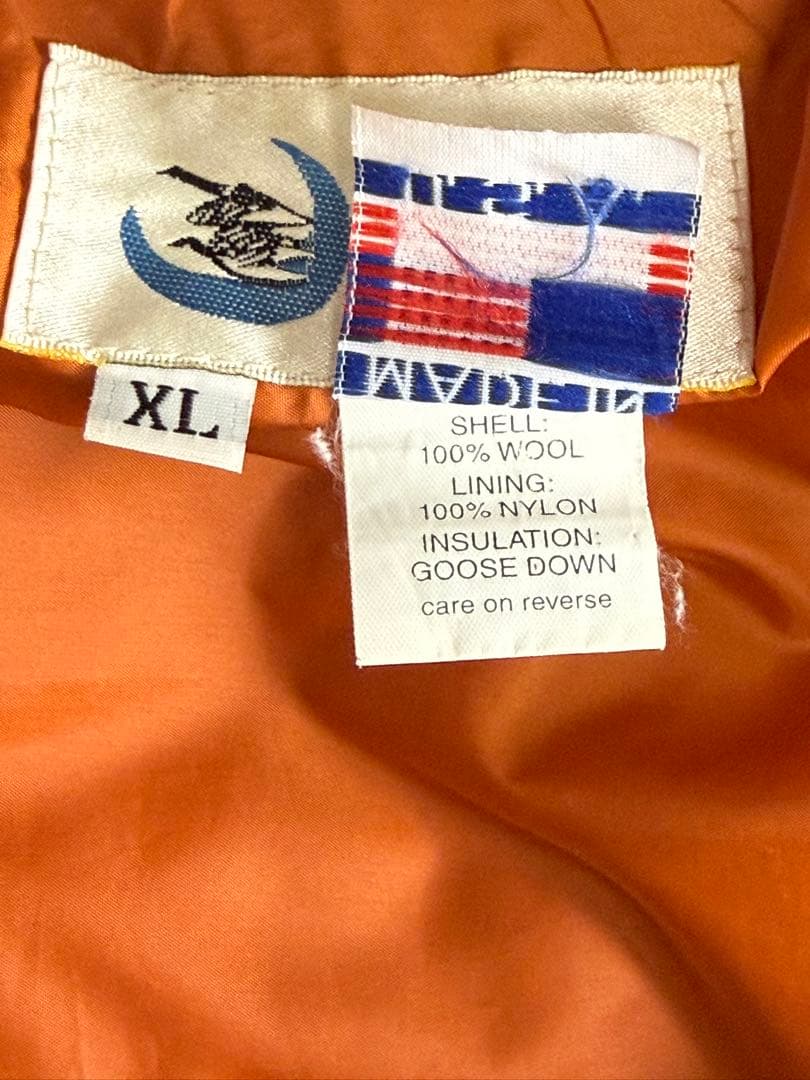 XL
SHELL:
100% WOOL
LINING:
100% NYLON
INSULATION:
GOOSE DOWN
care on reverse